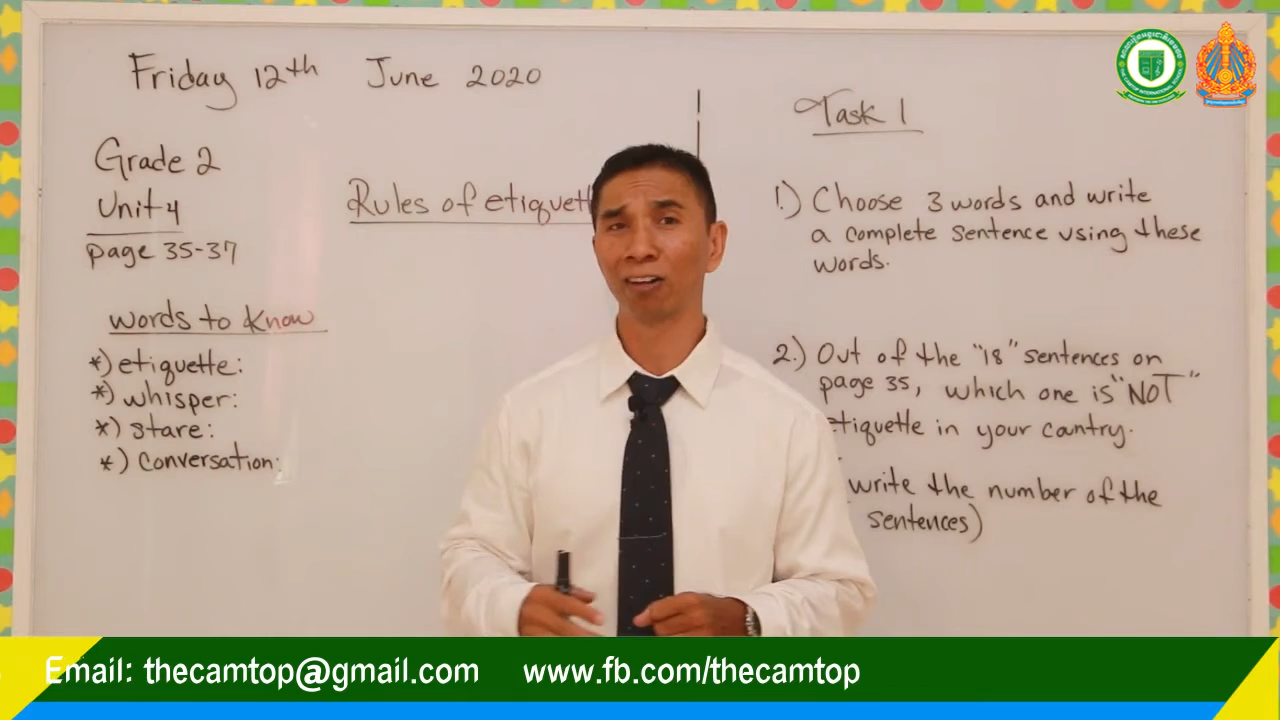 Friday 12th June 2020
Grade 2
Unit 4
page 35-37
Rules of etiquett
words to know
*) etiquette:
*) whisper:
*) stare:
*) conversation:
Task 1
1.) Choose 3 words and write
a complete sentence using these
words.
2.) Out of the "18" sentences on
page 35, which one is "NOT"
etiquette in your cantry.
(write the number of the
sentences)
Email: thecamtop@gmail.com www.fb.com/thecamtop